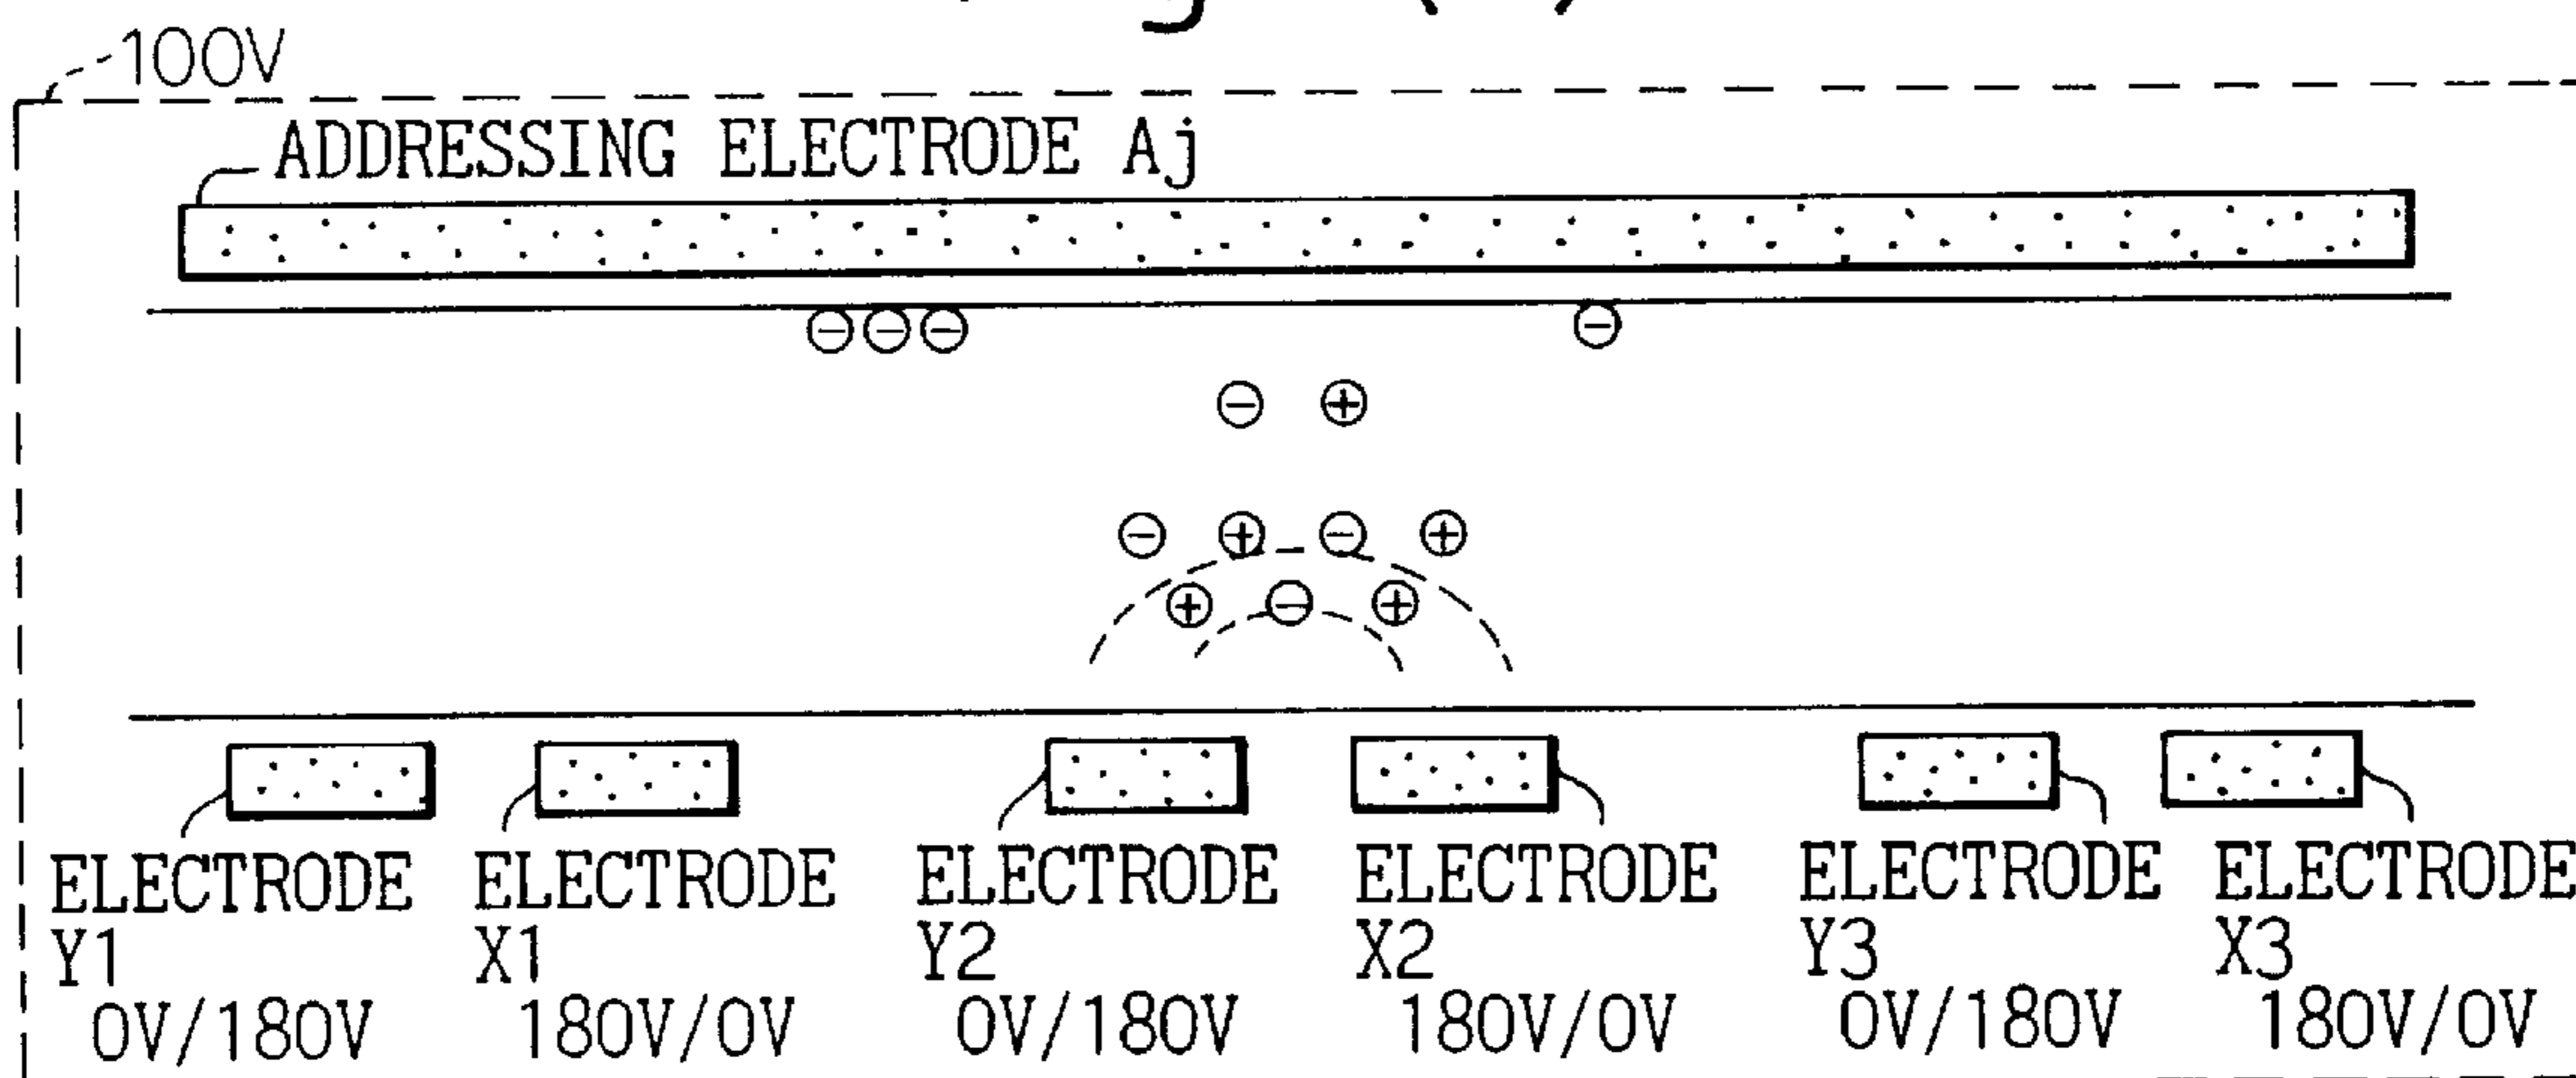 100V
ADDRESSING ELECTRODE Aj
ELECTRODE Y1 0V/180V
ELECTRODE X1 180V/0V
ELECTRODE Y2 0V/180V
ELECTRODE X2 180V/0V
ELECTRODE Y3 0V/180V
ELECTRODE X3 180V/0V